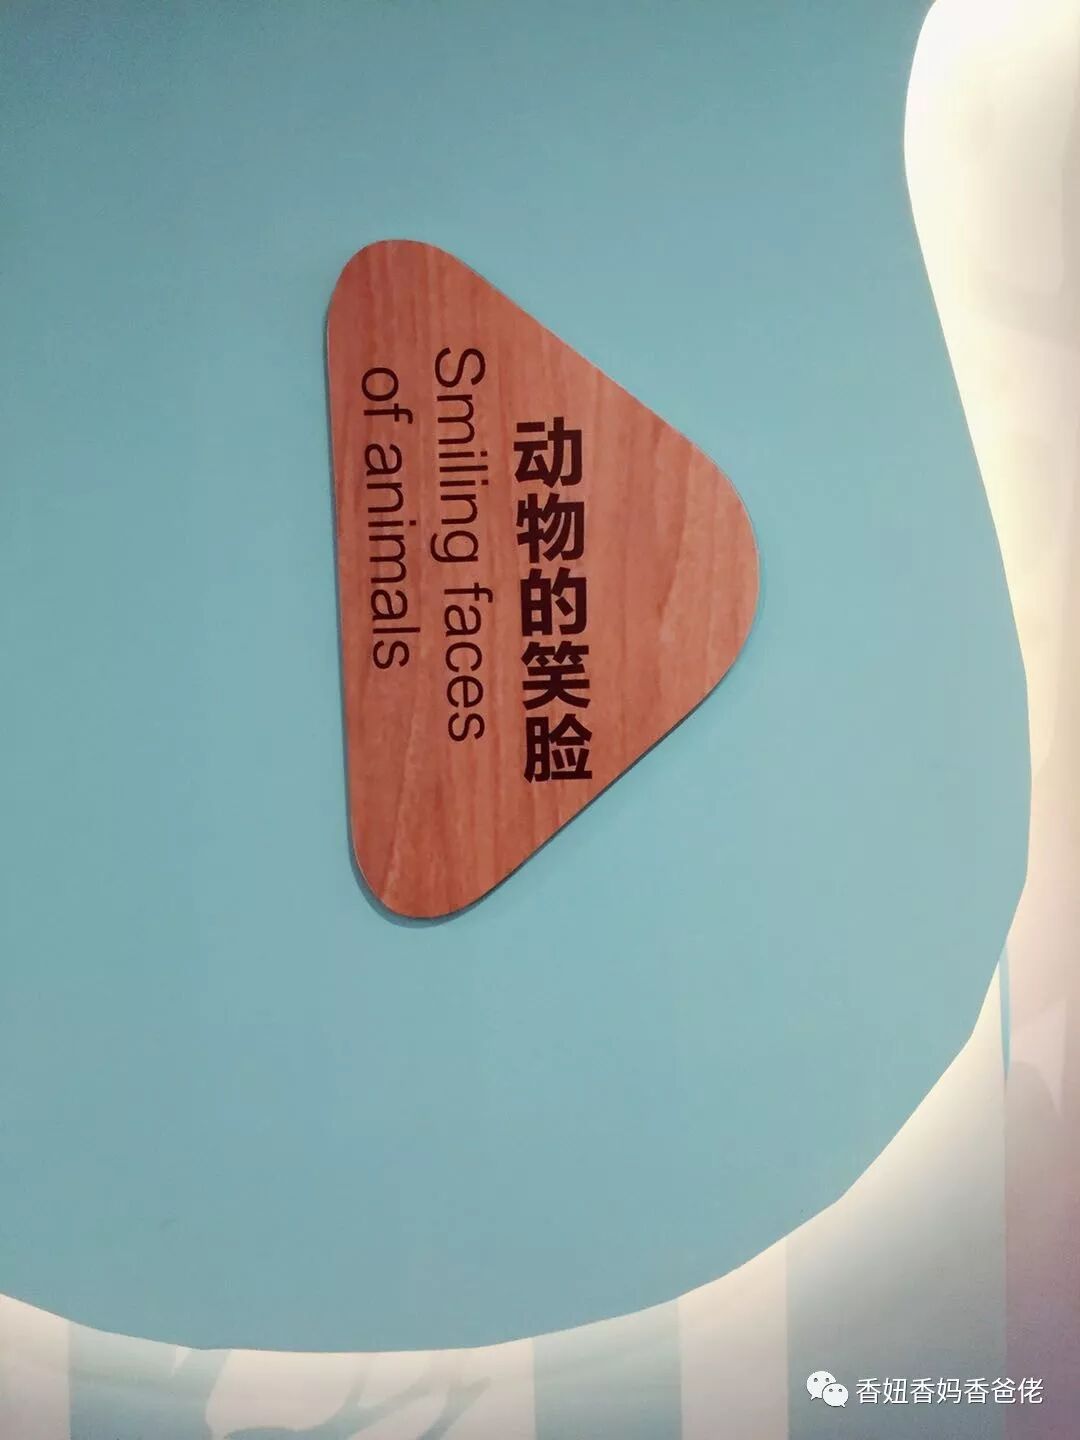 动物的笑脸
Smiling faces
of animals
香妞香妈香爸佬